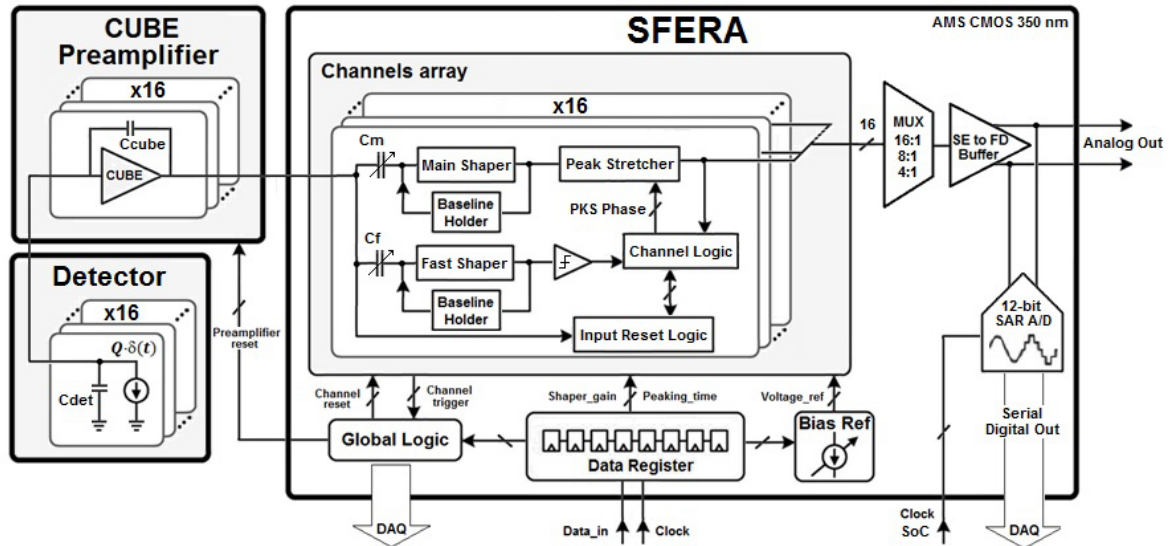 CUBE
Preamplifier
x16
Ccube
CUBE
Detector
x16
Q·δ(t)
Cdet
Preamplifier
reset
SFERA
AMS CMOS 350 nm
Channels array
x16
Cm
Main Shaper
Peak Stretcher
Baseline
Holder
PKS Phase
Cf
Fast Shaper
Channel Logic
Baseline
Holder
Input Reset Logic
16
MUX
16:1
8:1
4:1
SE to FD
Buffer
Analog Out
12-bit
SAR A/D
Channel
reset
Channel
trigger
Shaper_gain
Peaking_time
Voltage_ref
Global Logic
Data Register
Bias Ref
Serial
Digital Out
DAQ
Data_in
Clock
Clock
SoC
DAQ